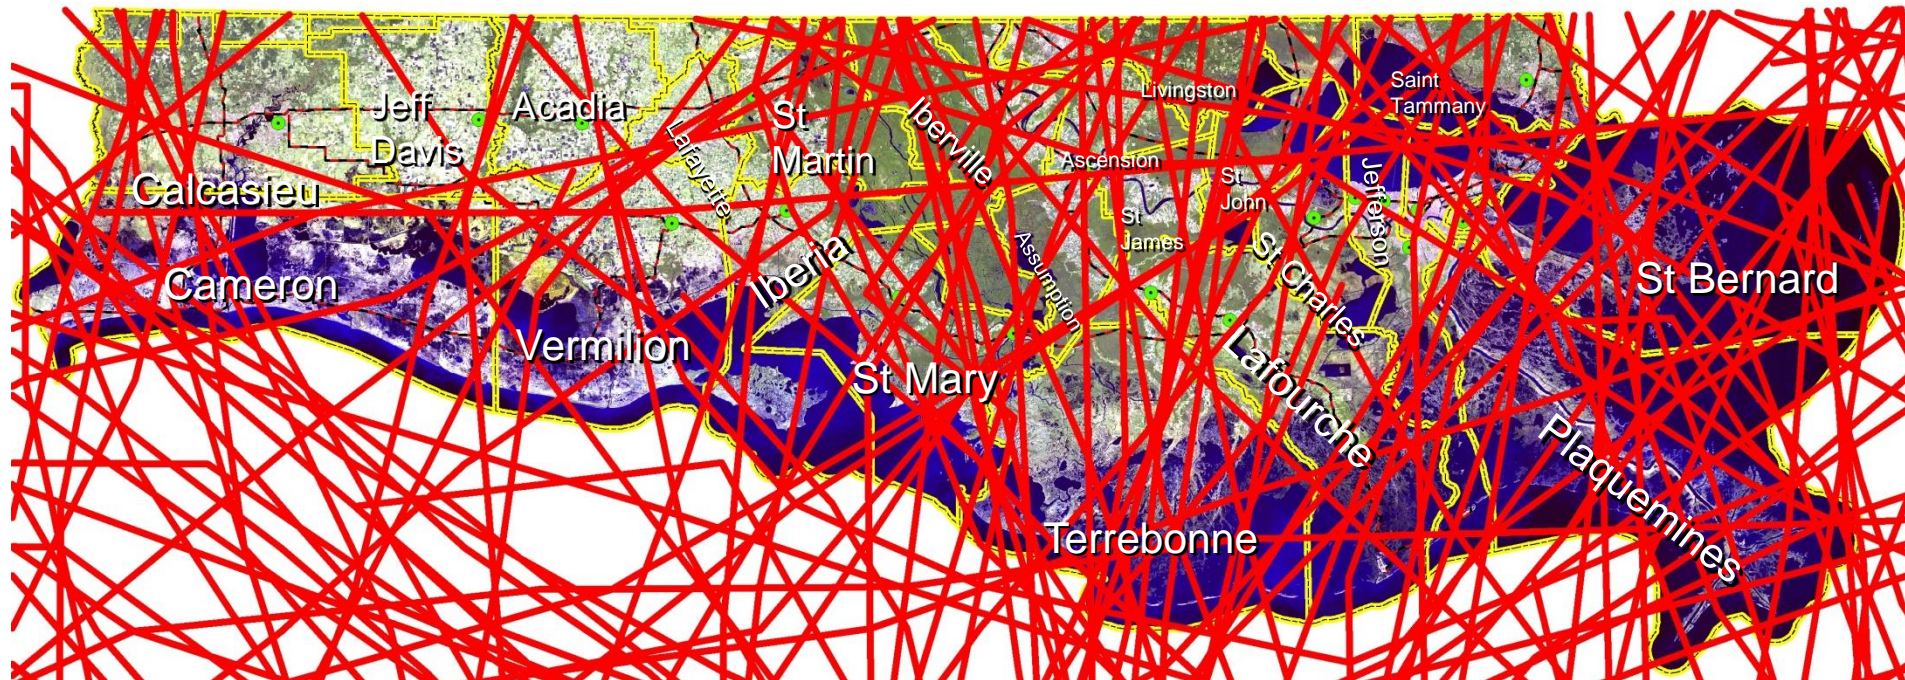 Jeff
Davis
Acadia
St
Martin
Iberville
Livingston
Saint
Tammany
Calcasieu
Lafayette
Ascension
St
John
Jefferson
St
James
Cameron
Vermilion
Iberia
Assumption
St Charles
St Bernard
St Mary
Lafourche
Plaquemines
Terrebonne